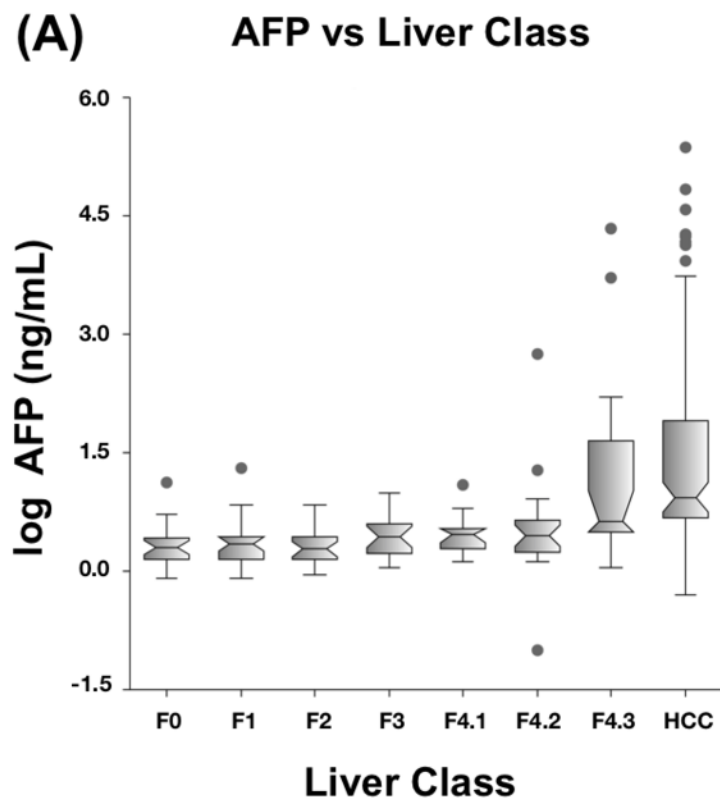 (A) AFP vs Liver Class
6.0
4.5
3.0
1.5
0.0
-1.5
log AFP (ng/mL)
F0 F1 F2 F3 F4.1 F4.2 F4.3 HCC
Liver Class